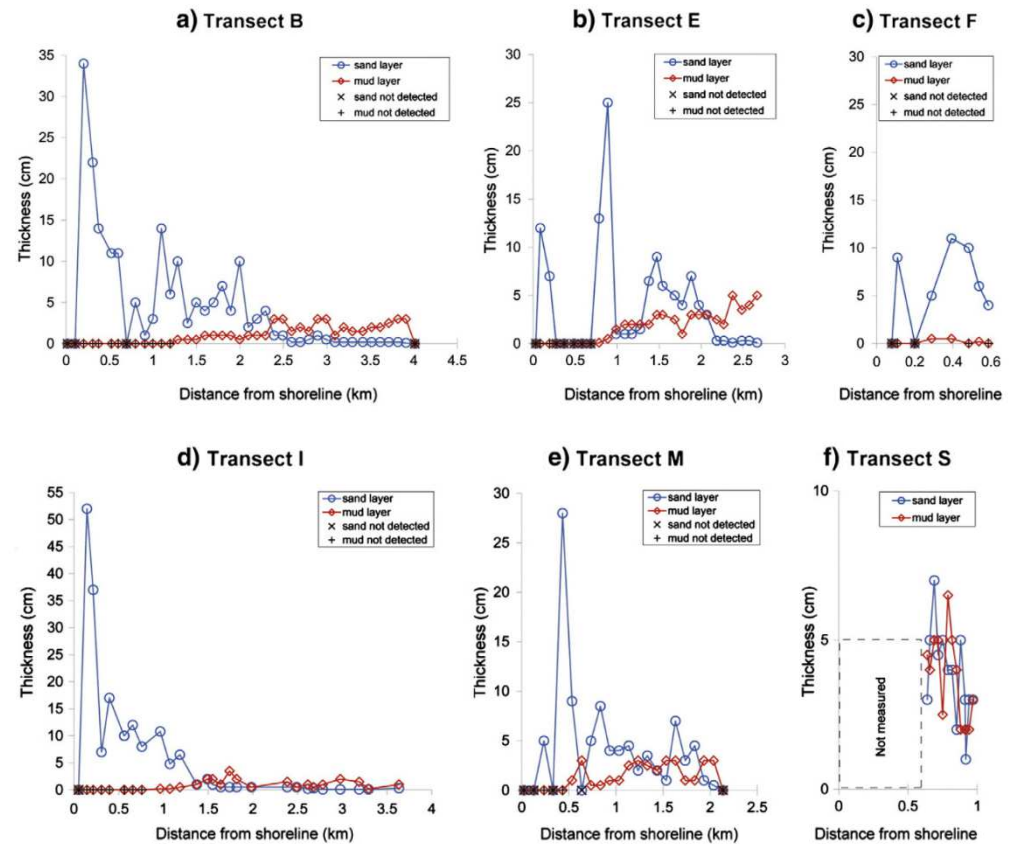 a) Transect B
35
30
25
20
15
10
5
0
Thickness (cm)
sand layer
mud layer
sand not detected
mud not detected
0 0.5 1 1.5 2 2.5 3 3.5 4 4.5
Distance from shoreline (km)
b) Transect E
30
25
20
15
10
5
0
Thickness (cm)
sand layer
mud layer
sand not detected
mud not detected
0 0.5 1 1.5 2 2.5 3
Distance from shoreline (km)
c) Transect F
30
25
20
15
10
5
0
Thickness (cm)
sand layer
mud layer
sand not detected
mud not detected
0 0.2 0.4 0.6
Distance from shoreline
d) Transect I
55
50
45
40
35
30
25
20
15
10
5
0
Thickness (cm)
sand layer
mud layer
sand not detected
mud not detected
0 0.5 1 1.5 2 2.5 3 3.5 4
Distance from shoreline (km)
e) Transect M
30
25
20
15
10
5
0
Thickness (cm)
sand layer
mud layer
sand not detected
mud not detected
0 0.5 1 1.5 2 2.5
Distance from shoreline (km)
f) Transect S
10
5
0
Thickness (cm)
sand layer
mud layer
Not measured
0 0.5 1
Distance from shoreline